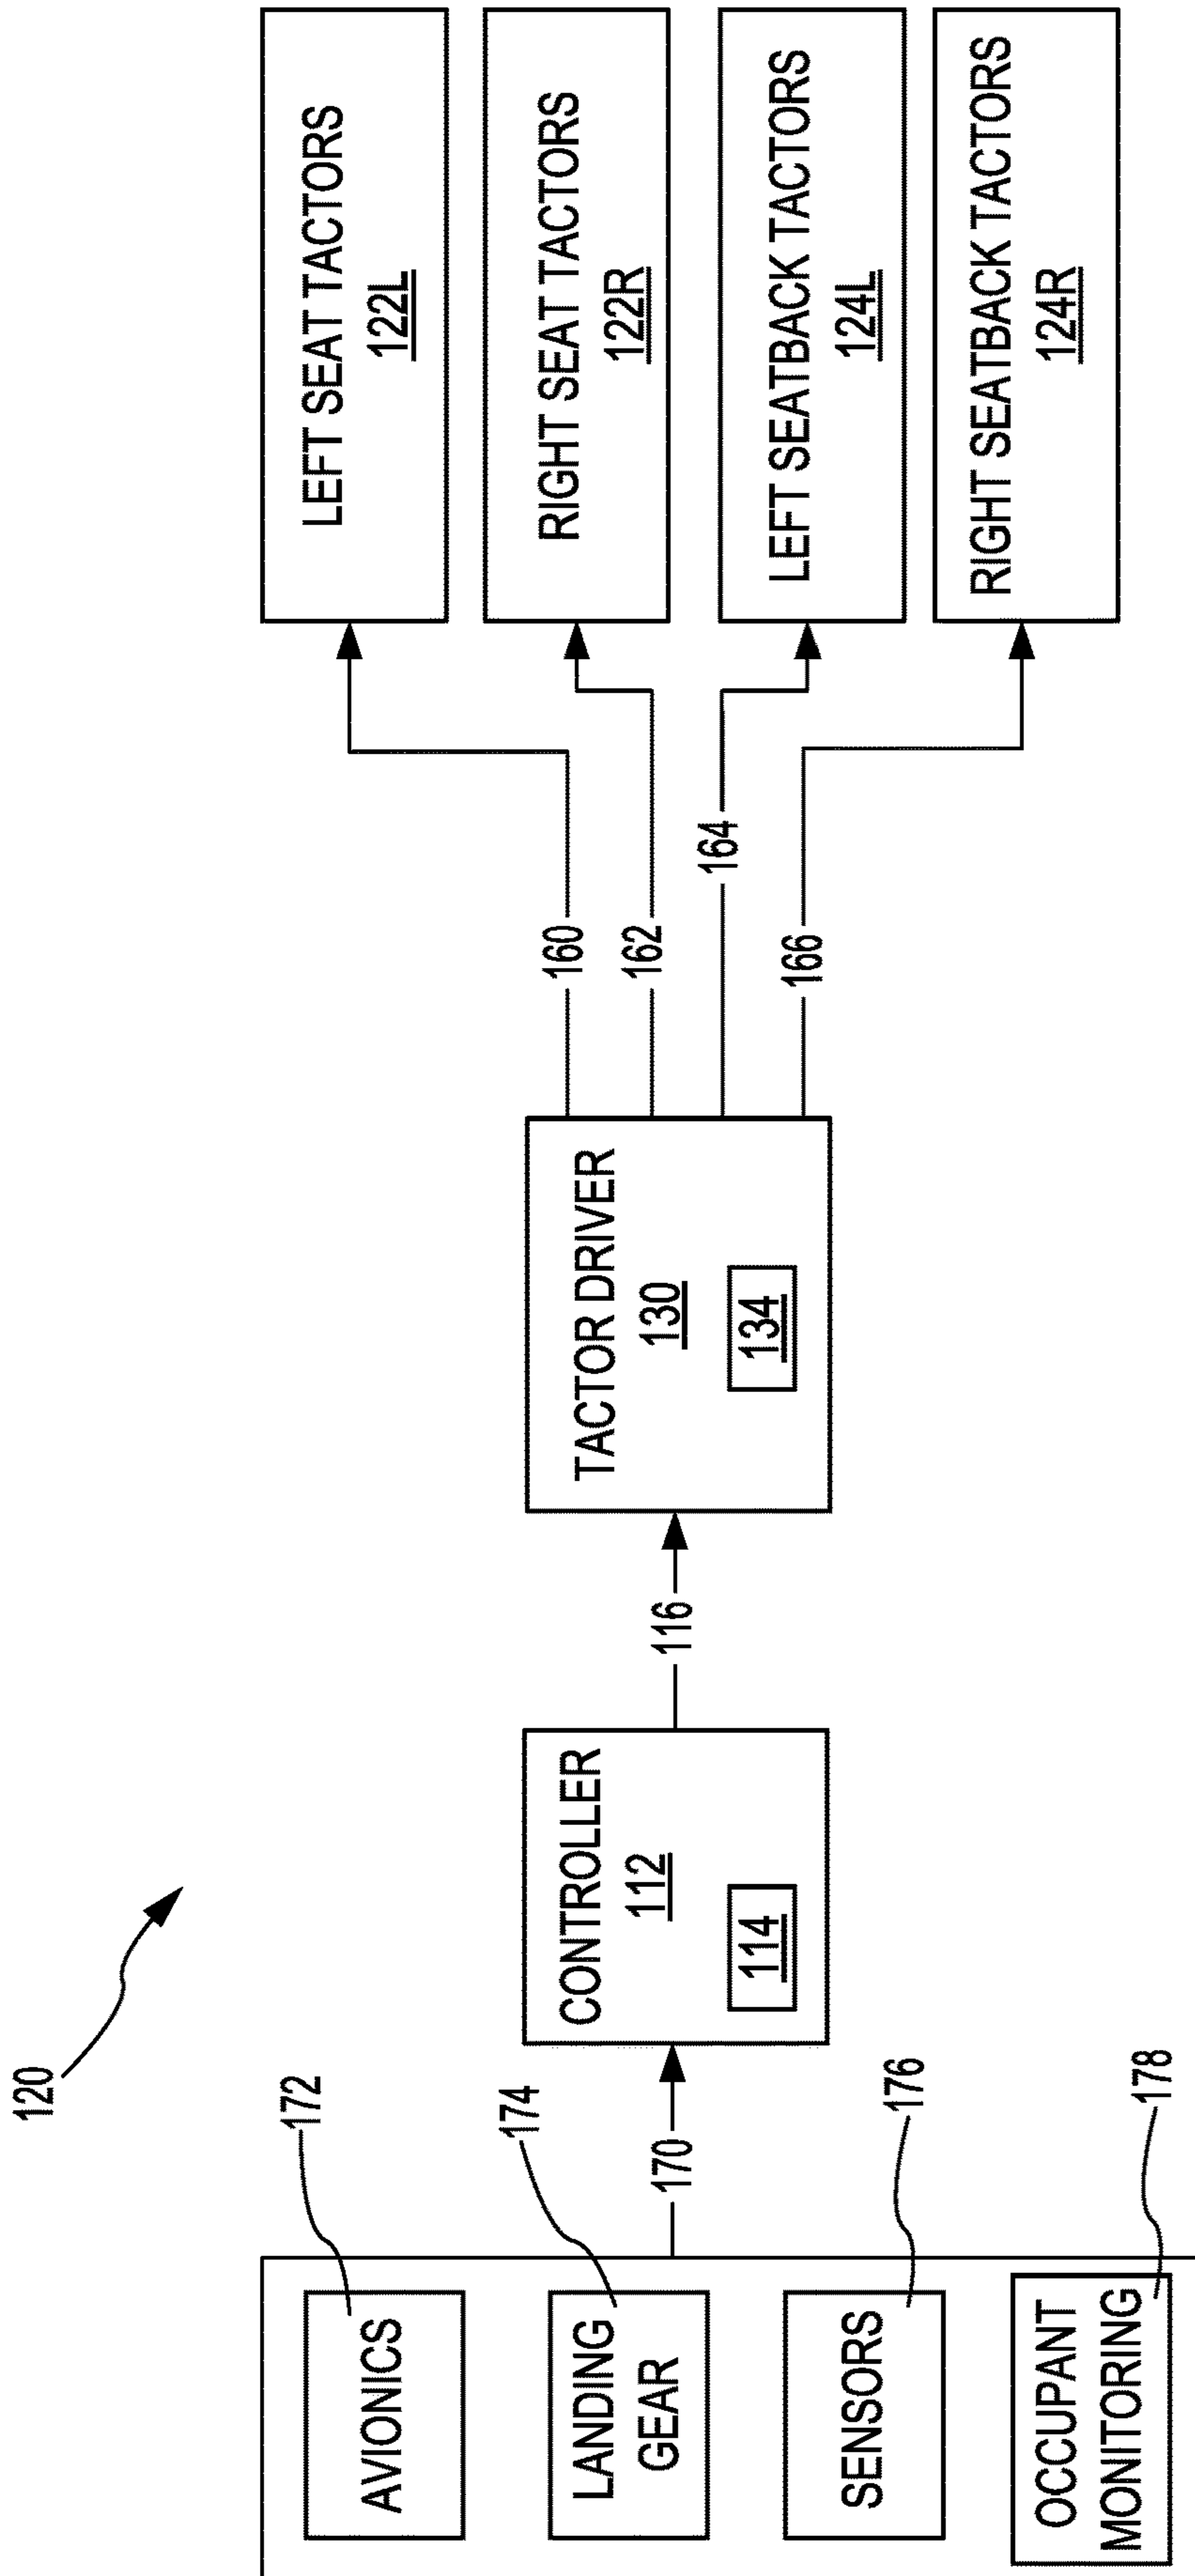 120
AVIONICS
172
LANDING
GEAR
174
SENSORS
176
OCCUPANT
MONITORING
178
170
CONTROLLER
112
114
116
TACTOR DRIVER
130
134
160
162
164
166
LEFT SEAT TACTORS
122L
RIGHT SEAT TACTORS
122R
LEFT SEATBACK TACTORS
124L
RIGHT SEATBACK TACTORS
124R